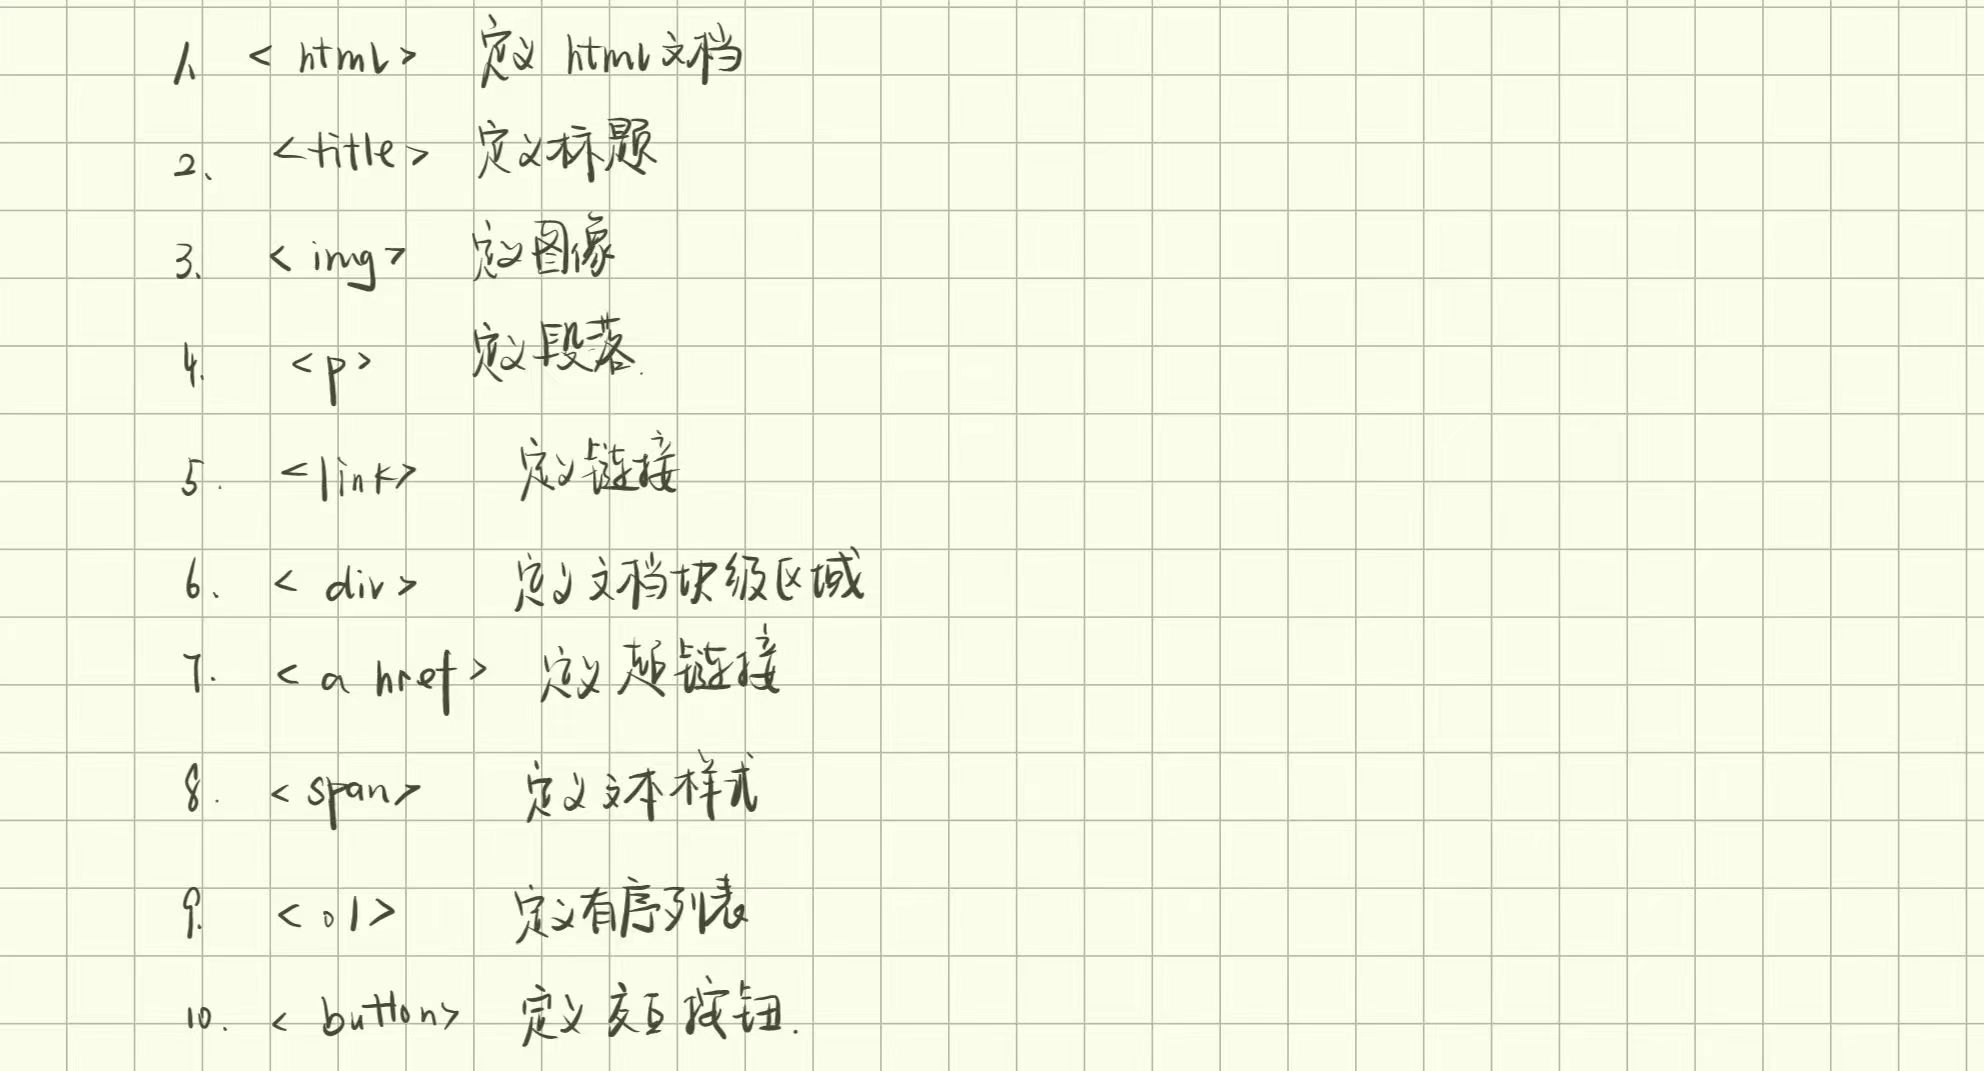 1. <html> 定义 html文档
2、 <title> 定义标题
3、 <img> 定义图像
4. <p> 定义段落.
5. <link> 定义链接
6、 <div> 定义文档块级区域
7. <a href> 定义超链接
8. <span> 定义文本样式
9. <ol> 定义有序列表
10. <button> 定义交互按钮.